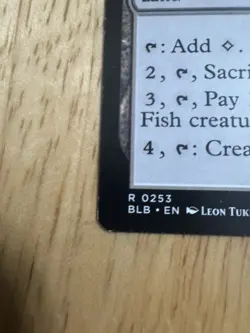 : Add ◇.
2, , Sacri
3, , Pay
Fish creatu
4, : Crea
R 0253
BLB • EN LEON TUK